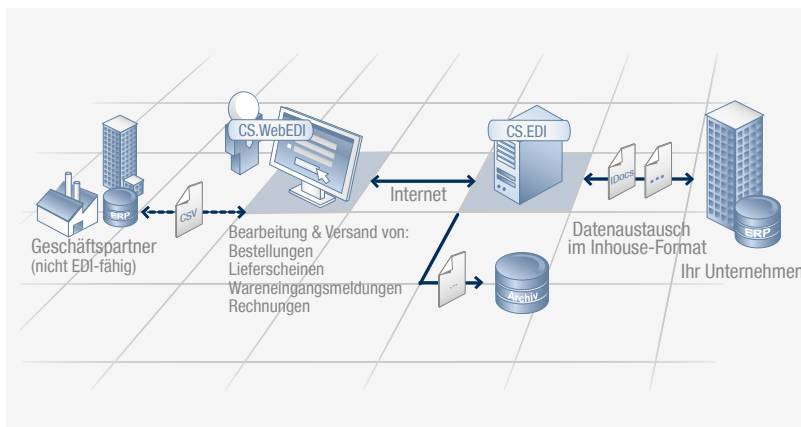 CS.WebEDI
CS.EDI
Internet
IDocs
...
ERP
CSV
Geschäftspartner
(nicht EDI-fähig)
Bearbeitung & Versand von:
Bestellungen
Lieferscheinen
Wareneingangsmeldungen
Rechnungen
...
Archiv
Datenaustausch
im Inhouse-Format
ERP
Ihr Unternehmen